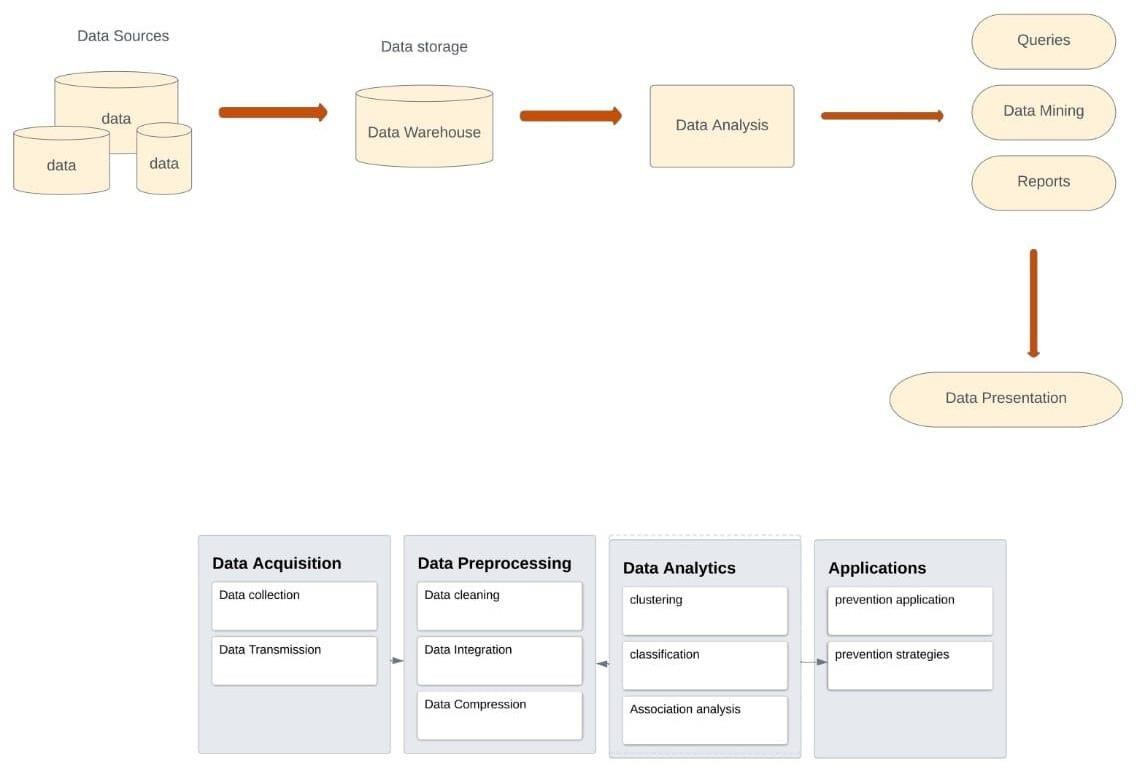 Data Sources
data
data
data
Data storage
Data Warehouse
Data Analysis
Queries
Data Mining
Reports
Data Presentation
Data Acquisition
Data collection
Data Transmission
Data Preprocessing
Data cleaning
Data Integration
Data Compression
Data Analytics
clustering
classification
Association analysis
Applications
prevention application
prevention strategies